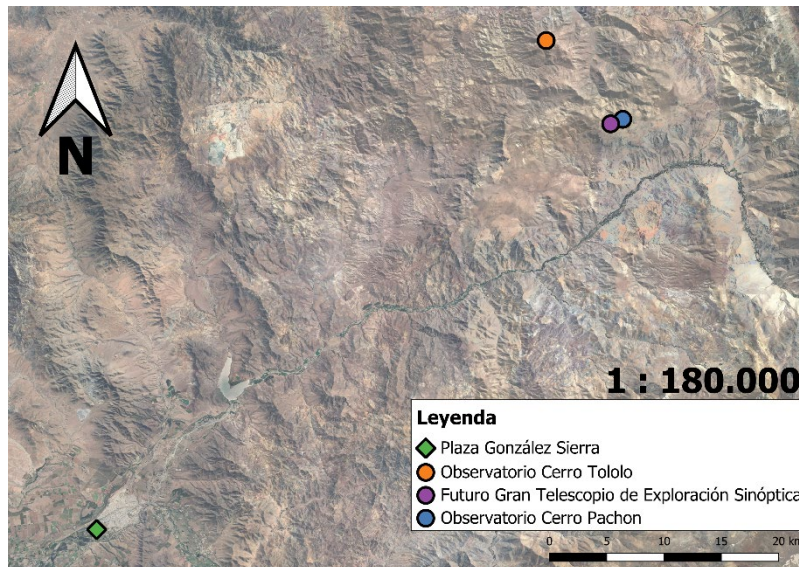 N
1 : 180.000
Leyenda
Plaza González Sierra
Observatorio Cerro Tololo
Futuro Gran Telescopio de Exploración Sinóptica
Observatorio Cerro Pachon
0 5 10 15 20 km